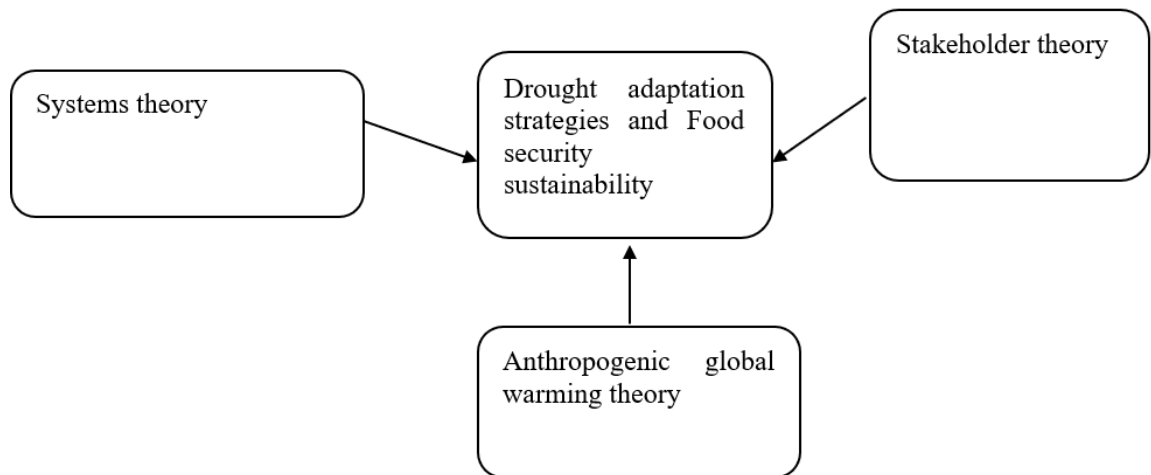 Systems theory
Drought adaptation
strategies and Food
security
sustainability
Stakeholder theory
Anthropogenic global
warming theory